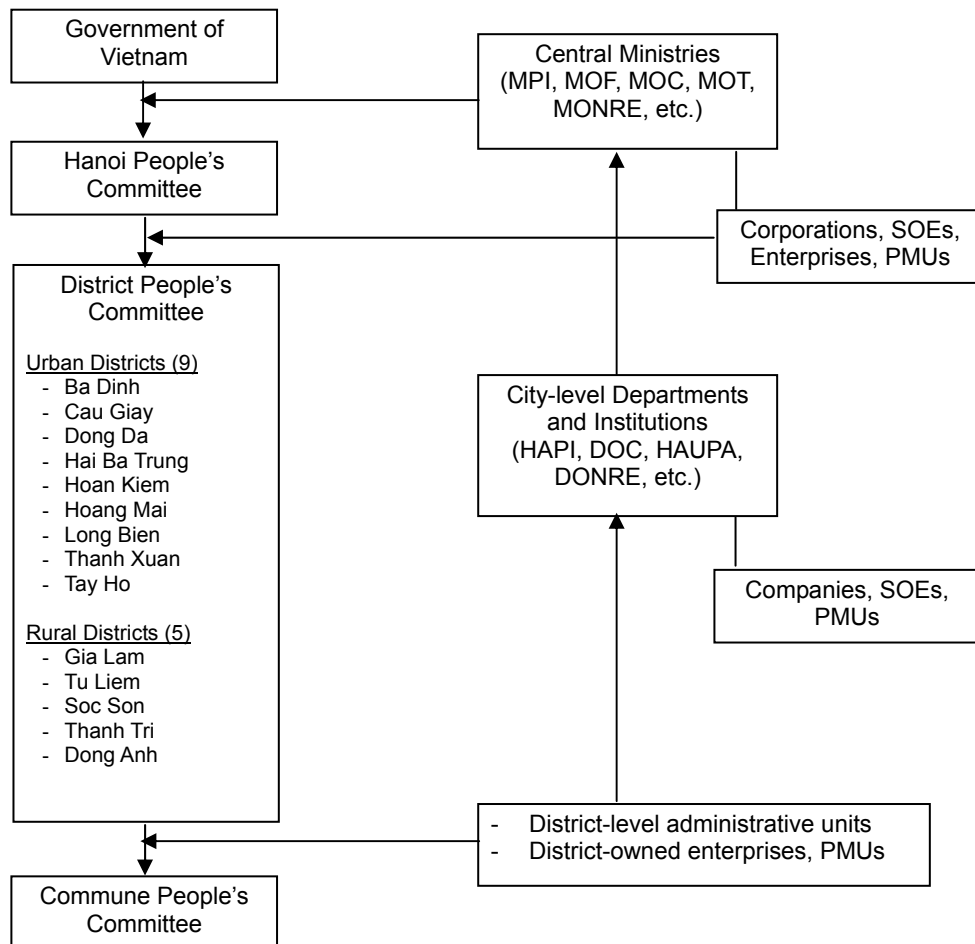 Government of
Vietnam
Central Ministries
(MPI, MOF, MOC, MOT,
MONRE, etc.)
Hanoi People’s
Committee
Corporations, SOEs,
Enterprises, PMUs
District People’s
Committee
Urban Districts (9)
- Ba Dinh
- Cau Giay
- Dong Da
- Hai Ba Trung
- Hoan Kiem
- Hoang Mai
- Long Bien
- Thanh Xuan
- Tay Ho
Rural Districts (5)
- Gia Lam
- Tu Liem
- Soc Son
- Thanh Tri
- Dong Anh
City-level Departments
and Institutions
(HAPI, DOC, HAUPA,
DONRE, etc.)
Companies, SOEs,
PMUs
- District-level administrative units
- District-owned enterprises, PMUs
Commune People’s
Committee